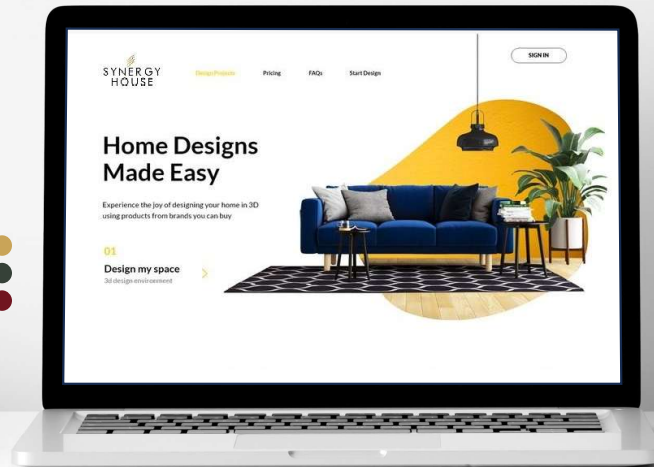 SIGN IN
SYNERGY
HOUSE
Design Process
Pricing
FAQs
Start Design
Home Designs
Made Easy
Experience the joy of designing your home in 3D
using products from brands you can buy
01
Design my space
3d design environment